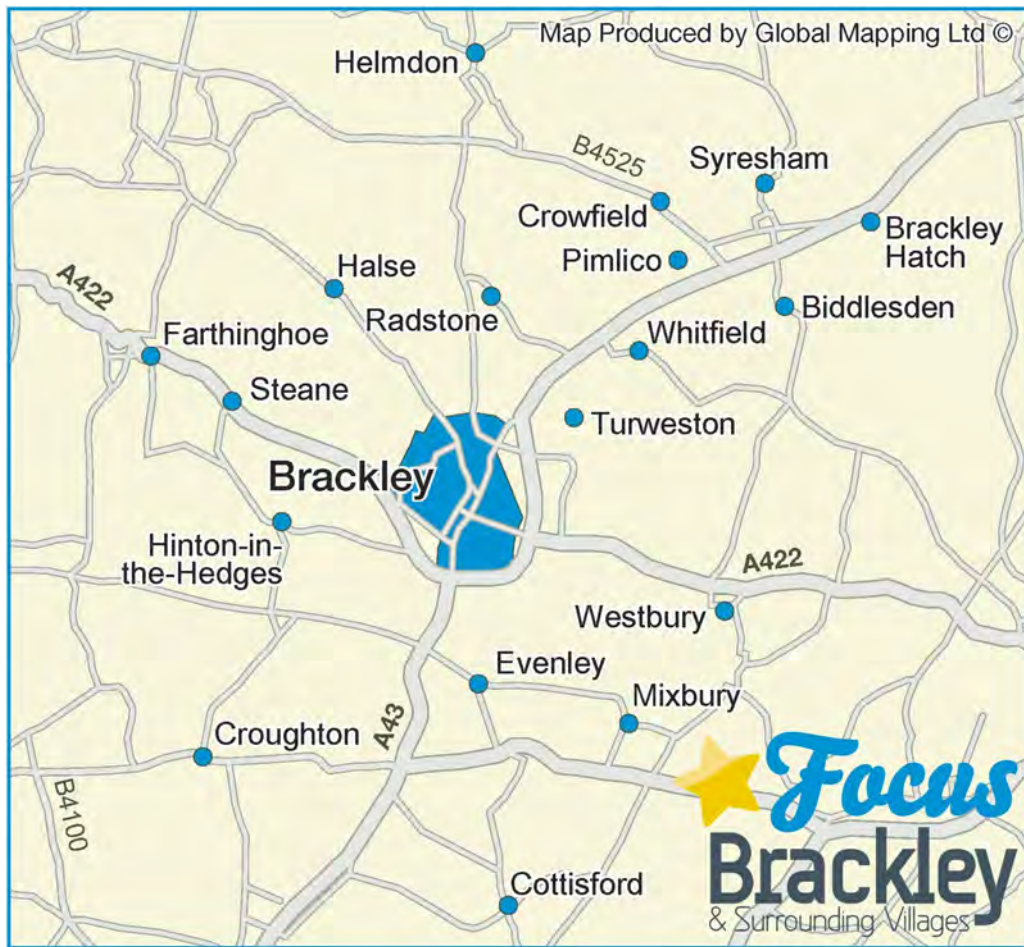 Map Produced by Global Mapping Ltd ©
Helmdon
B4525
Syresham
Crowfield
Brackley
Hatch
Pimlico
Halse
A422
Radstone
Biddlesden
Farthinghoe
Whitfield
Steane
Turweston
Brackley
Hinton-in-
the-Hedges
A422
Westbury
Evenley
Mixbury
A43
Croughton
B4100
Focus
Brackley
& Surrounding Villages
Cottisford